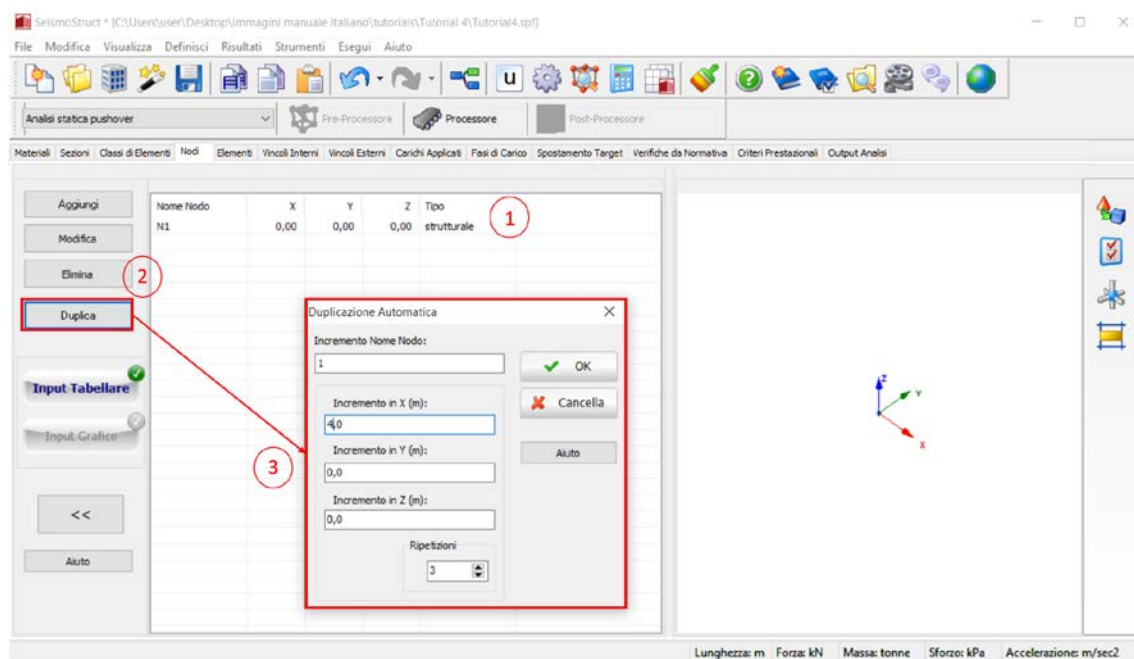 SeismoStruct * [C:\Users\user\Desktop\immagini manuale italiano\tutorials\Tutorial 4\Tutorial4.spf]
File Modifica Visualizza Definisci Risultati Strumenti Esegui Aiuto
u
Analisi statica pushover
Pre-Processore
Processore
Post-Processore
Materiali Sezioni Classi di Elementi Nodi Elementi Vincoli Interni Vincoli Esterni Carichi Applicati Fasi di Carico Spostamento Target Verifiche da Normativa Criteri Prestazionali Output Analisi
Aggiungi
Modifica
Elimina
Duplica
Input Tabellare
Input Grafico
<<
Aiuto
Nome Nodo X Y Z Tipo
N1 0,00 0,00 0,00 strutturale
1
2
3
Duplicazione Automatica
Incremento Nome Nodo:
1
OK
Incremento in X (m):
4,0
Cancella
Incremento in Y (m):
0,0
Aiuto
Incremento in Z (m):
0,0
Ripetizioni
3
Z
Y
X
Lunghezza: m Forza: kN Massa: tonne Sforzo: kPa Accelerazione: m/sec2